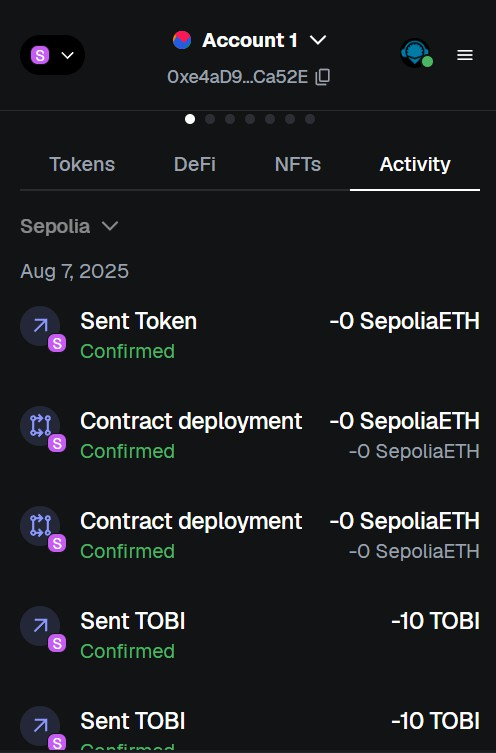 S
Account 1
0xe4aD9...Ca52E
Tokens DeFi NFTs Activity
Sepolia
Aug 7, 2025
Sent Token -0 SepoliaETH
S Confirmed
Contract deployment -0 SepoliaETH
S Confirmed -0 SepoliaETH
Contract deployment -0 SepoliaETH
S Confirmed -0 SepoliaETH
Sent TOBI -10 TOBI
S Confirmed
Sent TOBI -10 TOBI
S Confirmed